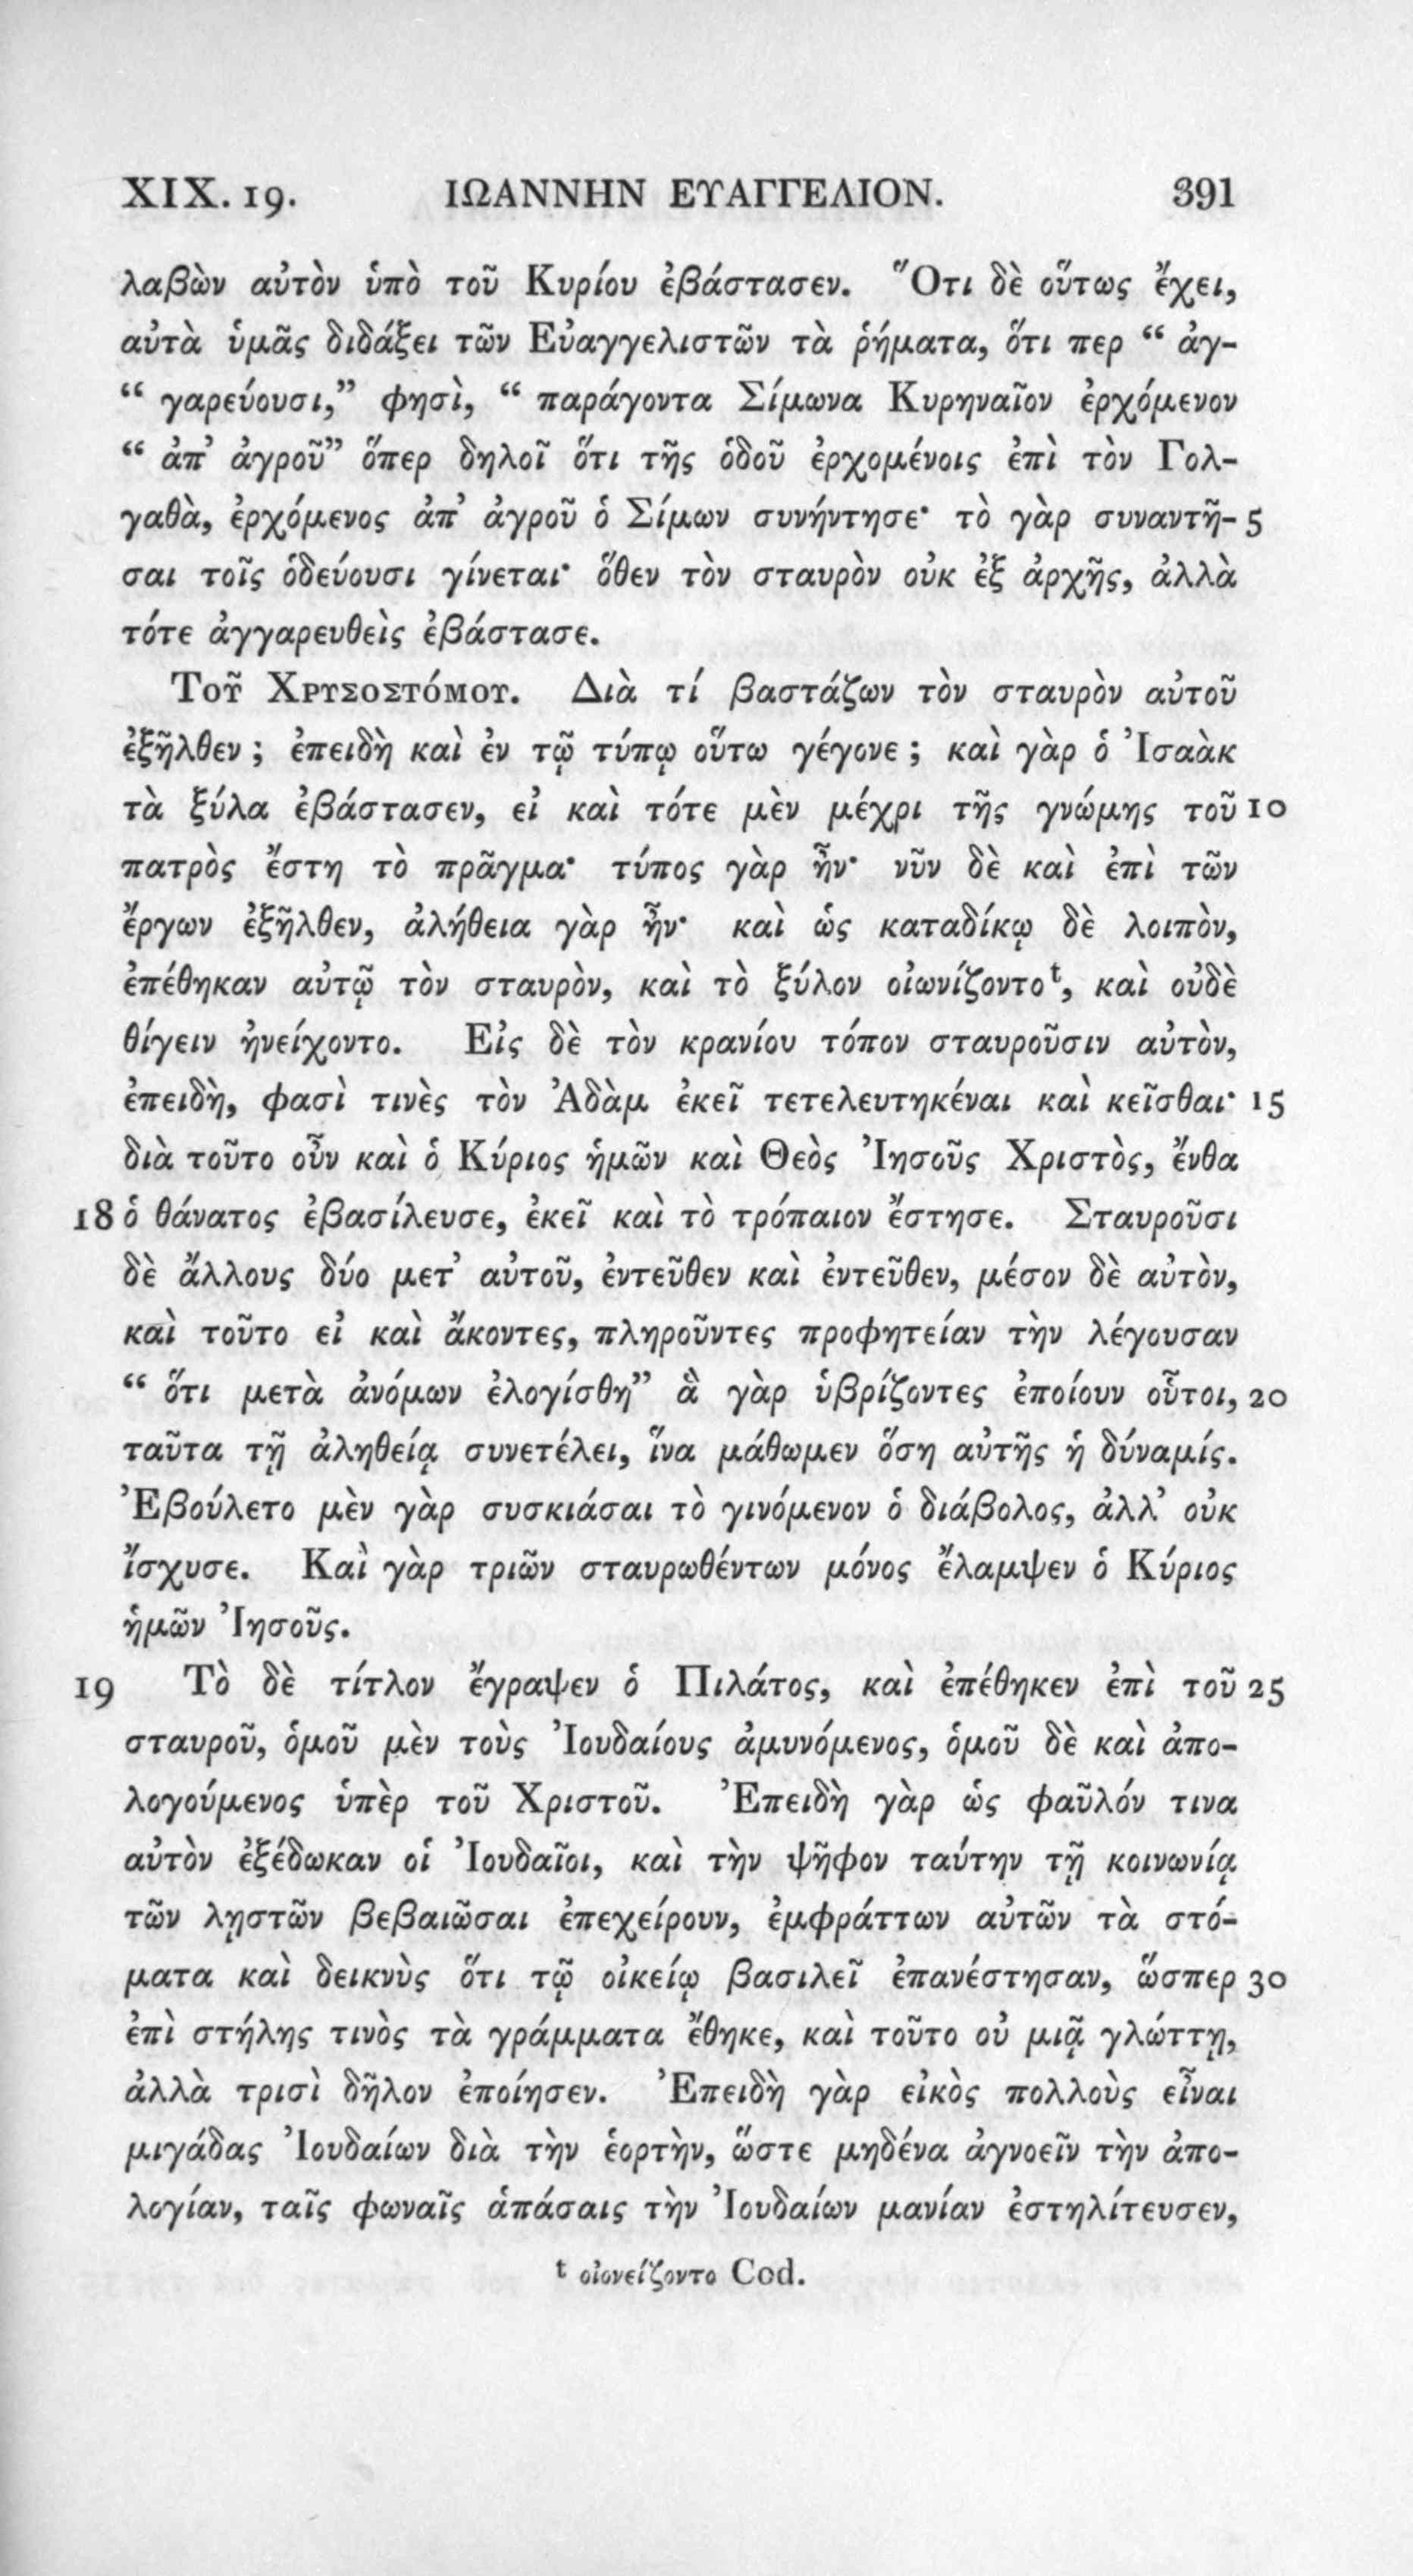 XIX. 19. ΙΩΑΝΝΗΝ ΕΥΑΓΓΕΛΙΟΝ. 391
λαβὼν αὐτὸν ὑπὸ τοῦ Κυρίου ἐβάστασεν. Ὅτι δὲ οὕτως ἔχει,
αὐτὰ ὑμᾶς διδάξει τῶν Εὐαγγελιστῶν τὰ ῥήματα, ὅτι περ “ ἀγ-
“ γαρεύουσι,” φησὶ, “ παράγοντα Σίμωνα Κυρηναῖον ἐρχόμενον
“ ἀπ’ ἀγροῦ” ὅπερ δηλοῖ ὅτι τῆς ὁδοῦ ἐρχομένοις ἐπὶ τὸν Γολ-
γαθὰ, ἐρχόμενος ἀπ’ ἀγροῦ ὁ Σίμων συνήντησε· τὸ γὰρ συναντῆ- 5
σαι τοῖς ὁδεύουσι γίνεται· ὅθεν τὸν σταυρὸν οὐκ ἐξ ἀρχῆς, ἀλλὰ
τότε ἀγγαρευθεὶς ἐβάστασε.
Τοῦ Χρυσοστόμου. Διὰ τί βαστάζων τὸν σταυρὸν αὐτοῦ
ἐξῆλθεν ; ἐπειδὴ καὶ ἐν τῷ τύπῳ οὕτω γέγονε ; καὶ γὰρ ὁ Ἰσαὰκ
τὰ ξύλα ἐβάστασεν, εἰ καὶ τότε μὲν μέχρι τῆς γνώμης τοῦ 10
πατρὸς ἔστη τὸ πρᾶγμα· τύπος γὰρ ἦν· νῦν δὲ καὶ ἐπὶ τῶν
ἔργων ἐξῆλθεν, ἀλήθεια γὰρ ἦν· καὶ ὡς καταδίκῳ δὲ λοιπὸν,
ἐπέθηκαν αὐτῷ τὸν σταυρὸν, καὶ τὸ ξύλον οἰωνίζοντο t, καὶ οὐδὲ
θίγειν ἠνείχοντο. Εἰς δὲ τὸν κρανίου τόπον σταυροῦσιν αὐτὸν,
ἐπειδὴ, φασὶ τινὲς τὸν Ἀδὰμ ἐκεῖ τετελευτηκέναι καὶ κεῖσθαι· 15
διὰ τοῦτο οὖν καὶ ὁ Κύριος ἡμῶν καὶ Θεὸς Ἰησοῦς Χριστὸς, ἔνθα
18 ὁ θάνατος ἐβασίλευσε, ἐκεῖ καὶ τὸ τρόπαιον ἔστησε. Σταυροῦσι
δὲ ἄλλους δύο μετ’ αὐτοῦ, ἐντεῦθεν καὶ ἐντεῦθεν, μέσον δὲ αὐτὸν,
καὶ τοῦτο εἰ καὶ ἄκοντες, πληροῦντες προφητείαν τὴν λέγουσαν
“ ὅτι μετὰ ἀνόμων ἐλογίσθη” ἃ γὰρ ὑβρίζοντες ἐποίουν οὗτοι, 20
ταῦτα τῇ ἀληθείᾳ συνετέλει, ἵνα μάθωμεν ὅση αὐτῆς ἡ δύναμίς.
Ἐβούλετο μὲν γὰρ συσκιάσαι τὸ γινόμενον ὁ διάβολος, ἀλλ’ οὐκ
ἴσχυσε. Καὶ γὰρ τριῶν σταυρωθέντων μόνος ἔλαμψεν ὁ Κύριος
ἡμῶν Ἰησοῦς.
19 Τὸ δὲ τίτλον ἔγραψεν ὁ Πιλάτος, καὶ ἐπέθηκεν ἐπὶ τοῦ 25
σταυροῦ, ὁμοῦ μὲν τοὺς Ἰουδαίους ἀμυνόμενος, ὁμοῦ δὲ καὶ ἀπο-
λογούμενος ὑπὲρ τοῦ Χριστοῦ. Ἐπειδὴ γὰρ ὡς φαῦλόν τινα
αὐτὸν ἐξέδωκαν οἱ Ἰουδαῖοι, καὶ τὴν ψῆφον ταύτην τῇ κοινωνίᾳ
τῶν λῃστῶν βεβαιῶσαι ἐπεχείρουν, ἐμφράττων αὐτῶν τὰ στό-
ματα καὶ δεικνὺς ὅτι τῷ οἰκείῳ βασιλεῖ ἐπανέστησαν, ὥσπερ 30
ἐπὶ στήλης τινὸς τὰ γράμματα ἔθηκε, καὶ τοῦτο οὐ μιᾷ γλώττῃ,
ἀλλὰ τρισὶ δῆλον ἐποίησεν. Ἐπειδὴ γὰρ εἰκὸς πολλοὺς εἶναι
μιγάδας Ἰουδαίων διὰ τὴν ἑορτὴν, ὥστε μηδένα ἀγνοεῖν τὴν ἀπο-
λογίαν, ταῖς φωναῖς ἁπάσαις τὴν Ἰουδαίων μανίαν ἐστηλίτευσεν,
t οἰονείζοντο Cod.